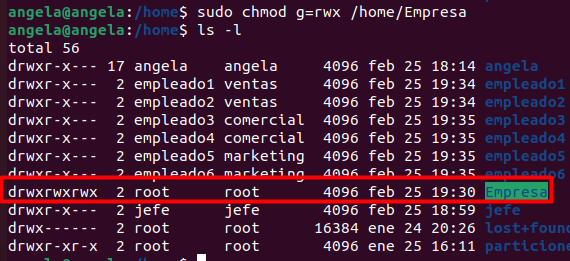 angela@angela:/home$ sudo chmod g=rwx /home/Empresa
angela@angela:/home$ ls -l
total 56
drwxr-x--- 17 angela    angela     4096 feb 25 18:14 angela
drwxr-x---  2 empleado1 ventas     4096 feb 25 19:34 empleado1
drwxr-x---  2 empleado2 ventas     4096 feb 25 19:34 empleado2
drwxr-x---  2 empleado3 comercial  4096 feb 25 19:35 empleado3
drwxr-x---  2 empleado4 comercial  4096 feb 25 19:35 empleado4
drwxr-x---  2 empleado5 marketing  4096 feb 25 19:35 empleado5
drwxr-x---  2 empleado6 marketing  4096 feb 25 19:35 empleado6
drwxrwxrwx  2 root      root       4096 feb 25 19:30 Empresa
drwxr-x---  2 jefe      jefe       4096 feb 25 18:59 jefe
drwx------  2 root      root      16384 ene 24 20:26 lost+foun
drwxr-xr-x  2 root      root       4096 ene 25 16:11 particione